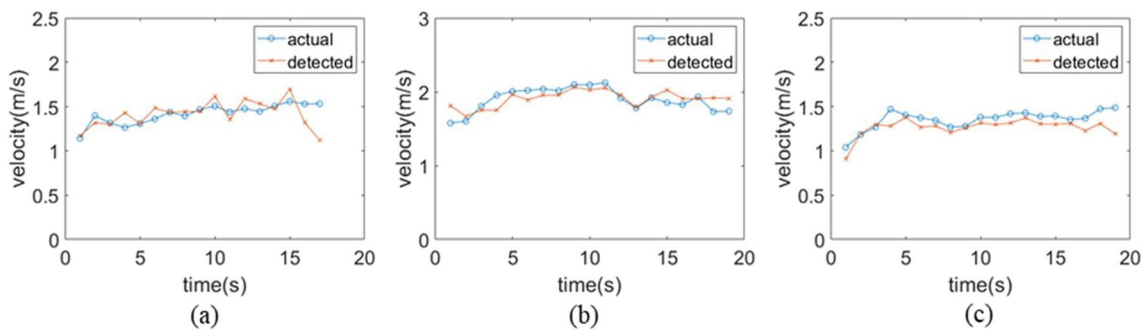 2.5
2
1.5
1
0.5
0
0 5 10 15 20
velocity(m/s)
time(s)
actual
detected
(a)
3
2
1
0
0 5 10 15 20
velocity(m/s)
time(s)
actual
detected
(b)
2.5
2
1.5
1
0.5
0
0 5 10 15 20
velocity(m/s)
time(s)
actual
detected
(c)